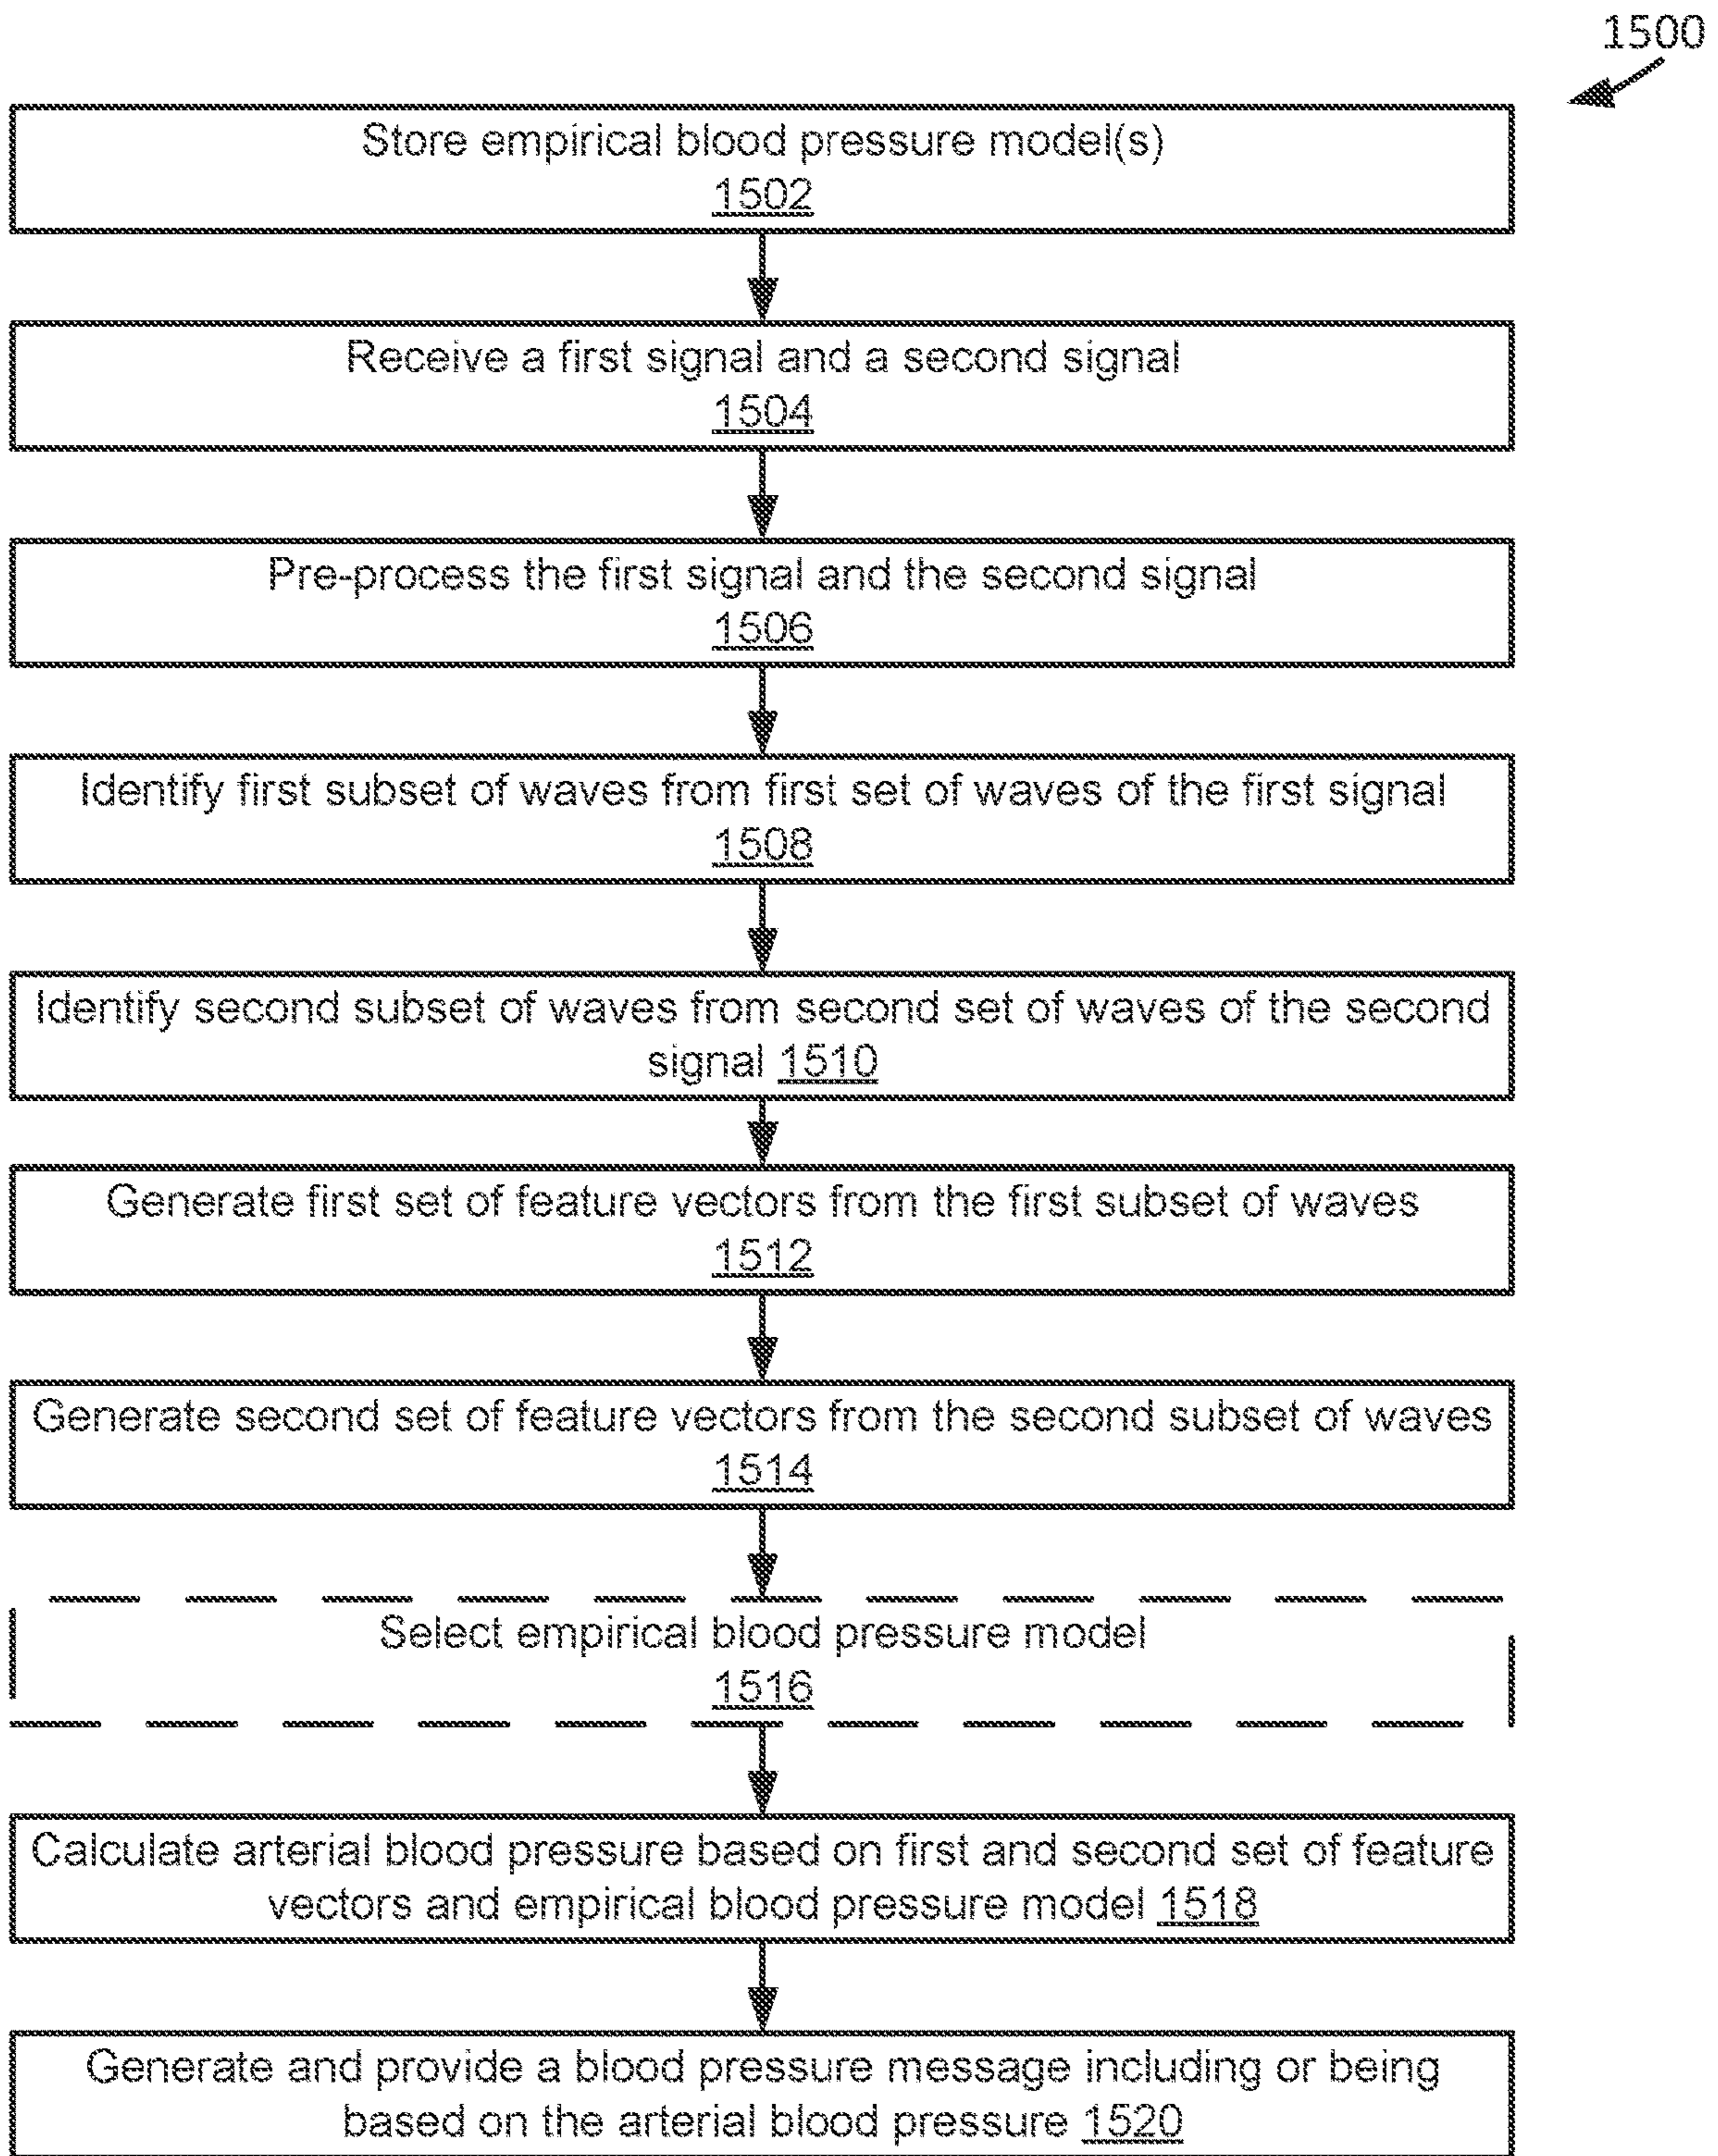 1500
Store empirical blood pressure model(s)
1502
Receive a first signal and a second signal
1504
Pre-process the first signal and the second signal
1506
Identify first subset of waves from first set of waves of the first signal
1508
Identify second subset of waves from second set of waves of the second
signal 1510
Generate first set of feature vectors from the first subset of waves
1512
Generate second set of feature vectors from the second subset of waves
1514
Select empirical blood pressure model
1516
Calculate arterial blood pressure based on first and second set of feature
vectors and empirical blood pressure model 1518
Generate and provide a blood pressure message including or being
based on the arterial blood pressure 1520